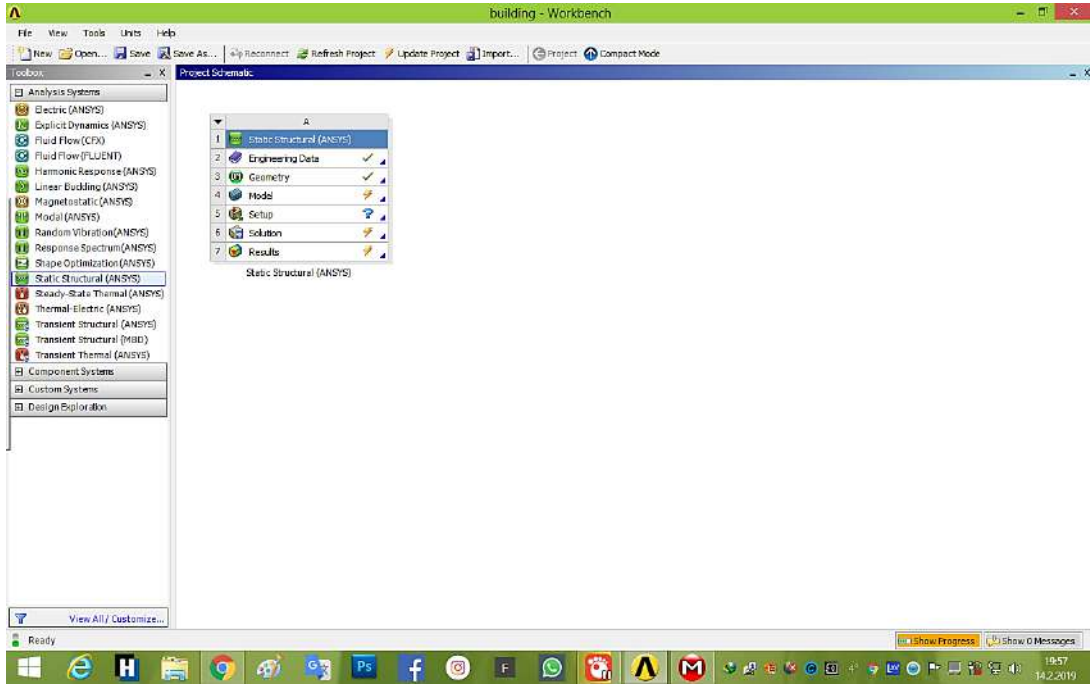 building - Workbench
File View Tools Units Help
New Open... Save Save As... Reconnect Refresh Project Update Project Import... Project Compact Mode
Toolbox
Analysis Systems
Electric (ANSYS)
Explicit Dynamics (ANSYS)
Fluid Flow (CFX)
Fluid Flow (FLUENT)
Harmonic Response (ANSYS)
Linear Buckling (ANSYS)
Magnetostatic (ANSYS)
Modal (ANSYS)
Random Vibration (ANSYS)
Response Spectrum (ANSYS)
Shape Optimization (ANSYS)
Static Structural (ANSYS)
Steady-State Thermal (ANSYS)
Thermal-Electric (ANSYS)
Transient Structural (ANSYS)
Transient Structural (MBD)
Transient Thermal (ANSYS)
Component Systems
Custom Systems
Design Exploration
View All / Customize...
Project Schematic
A
1 Static Structural (ANSYS)
2 Engineering Data
3 Geometry
4 Model
5 Setup
6 Solution
7 Results
Static Structural (ANSYS)
Ready
Show Progress Show 0 Messages
H Ps F
19:57
14.2.2019